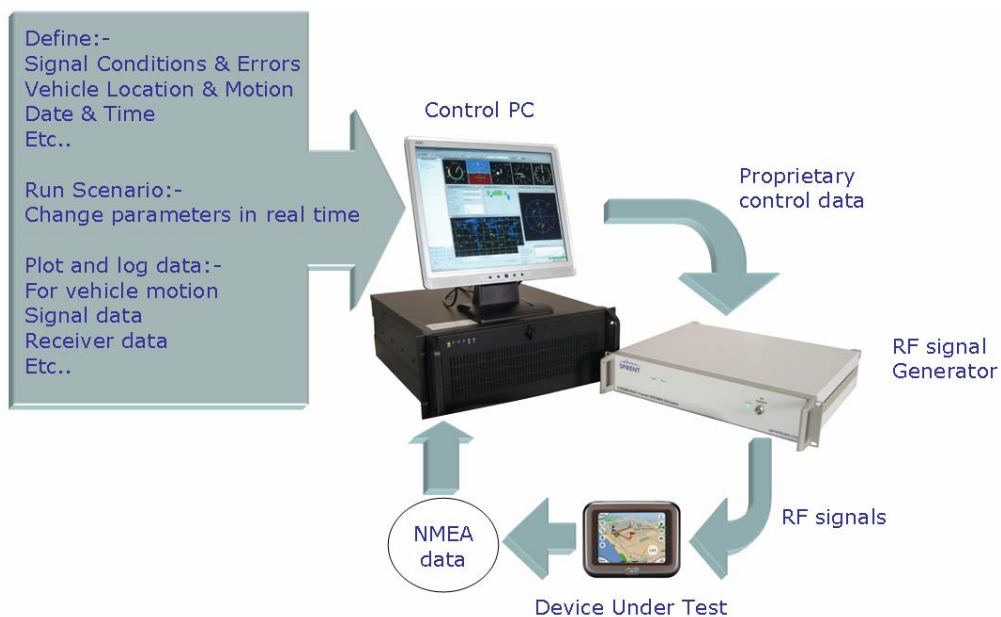 Define:-
Signal Conditions & Errors
Vehicle Location & Motion
Date & Time
Etc..
Run Scenario:-
Change parameters in real time
Plot and log data:-
For vehicle motion
Signal data
Receiver data
Etc..
Control PC
Proprietary
control data
RF signal
Generator
SPIRENT
RF signals
NMEA
data
Device Under Test